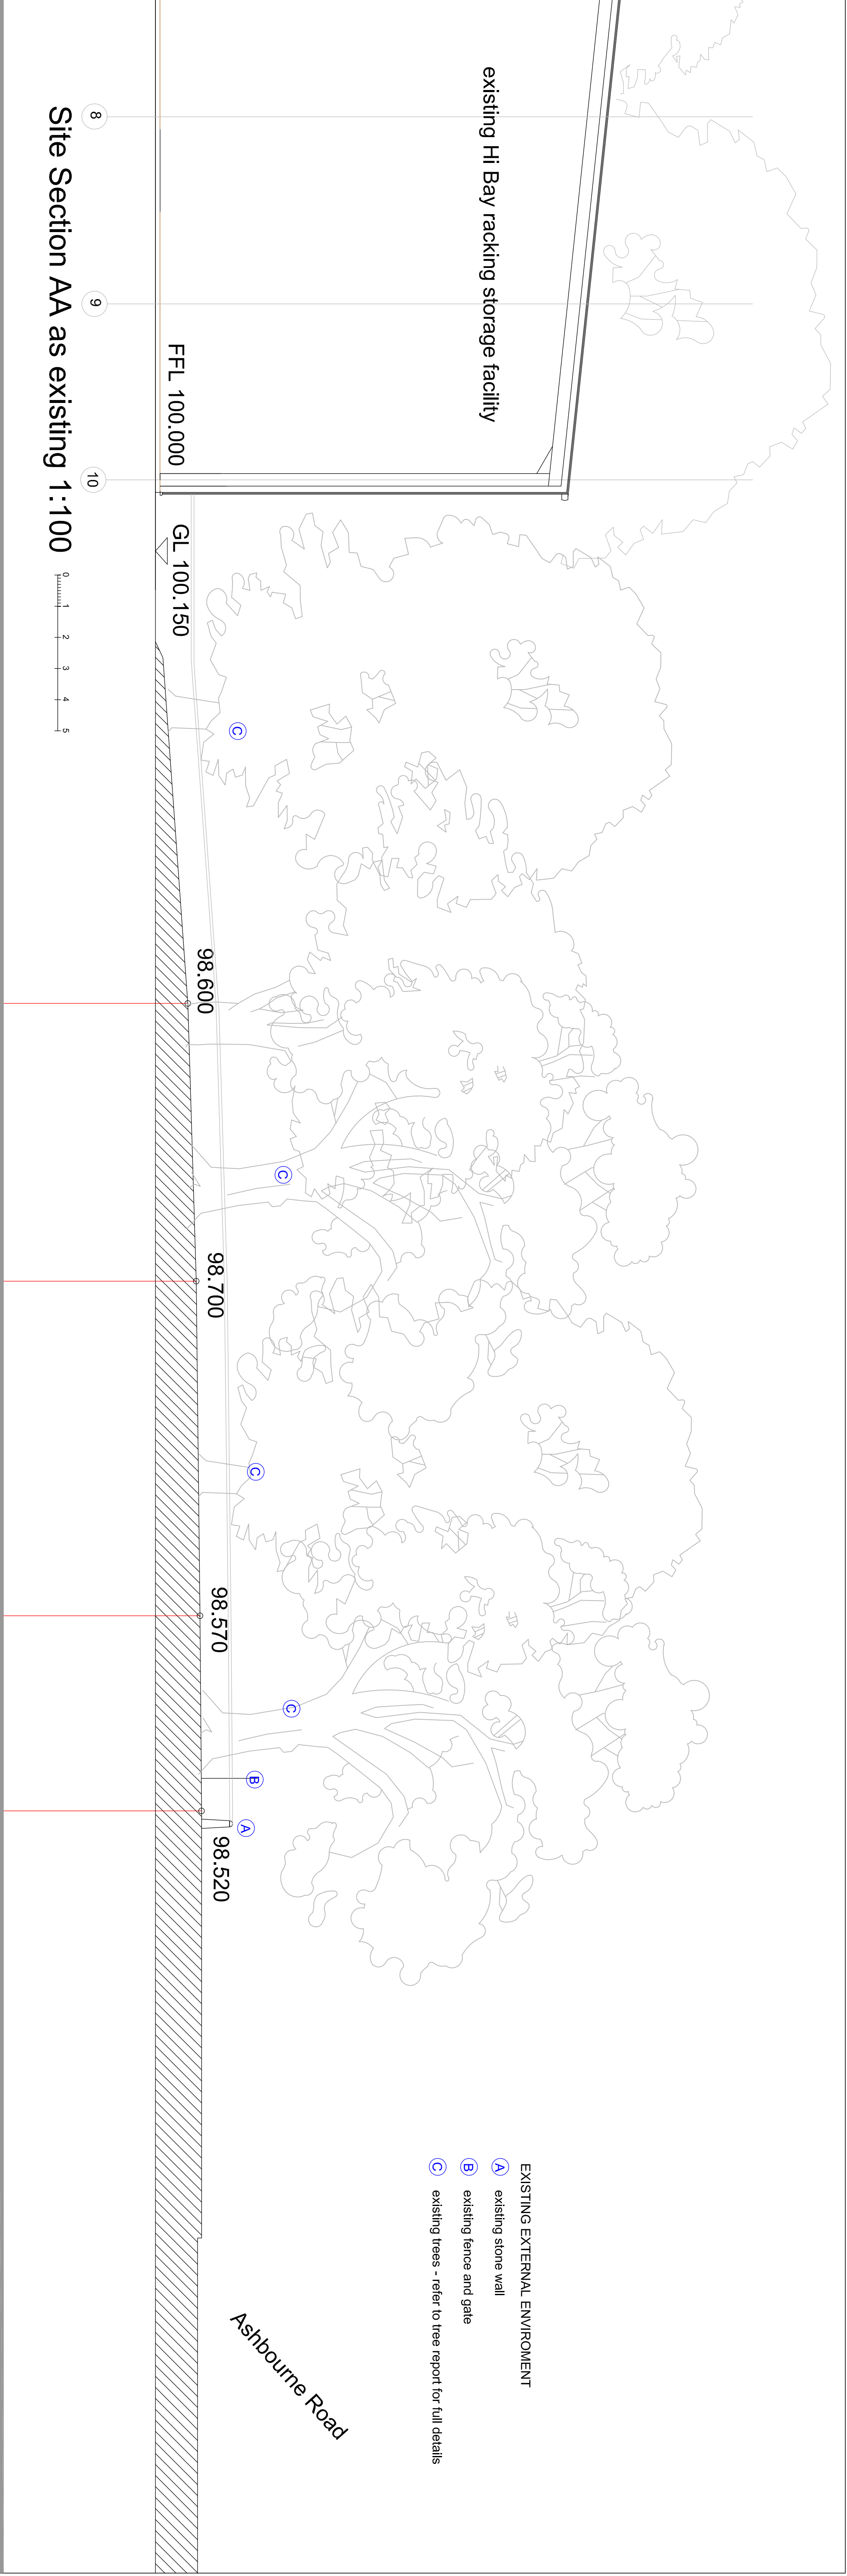 existing Hi Bay racking storage facility
EXISTING EXTERNAL ENVIROMENT
A existing stone wall
B existing fence and gate
C existing trees - refer to tree report for full details
Ashbourne Road
C
C
C
C
B
A
FFL 100.000
GL 100.150
98.600
98.700
98.570
98.520
8
9
10
Site Section AA as existing 1:100
0 1 2 3 4 5